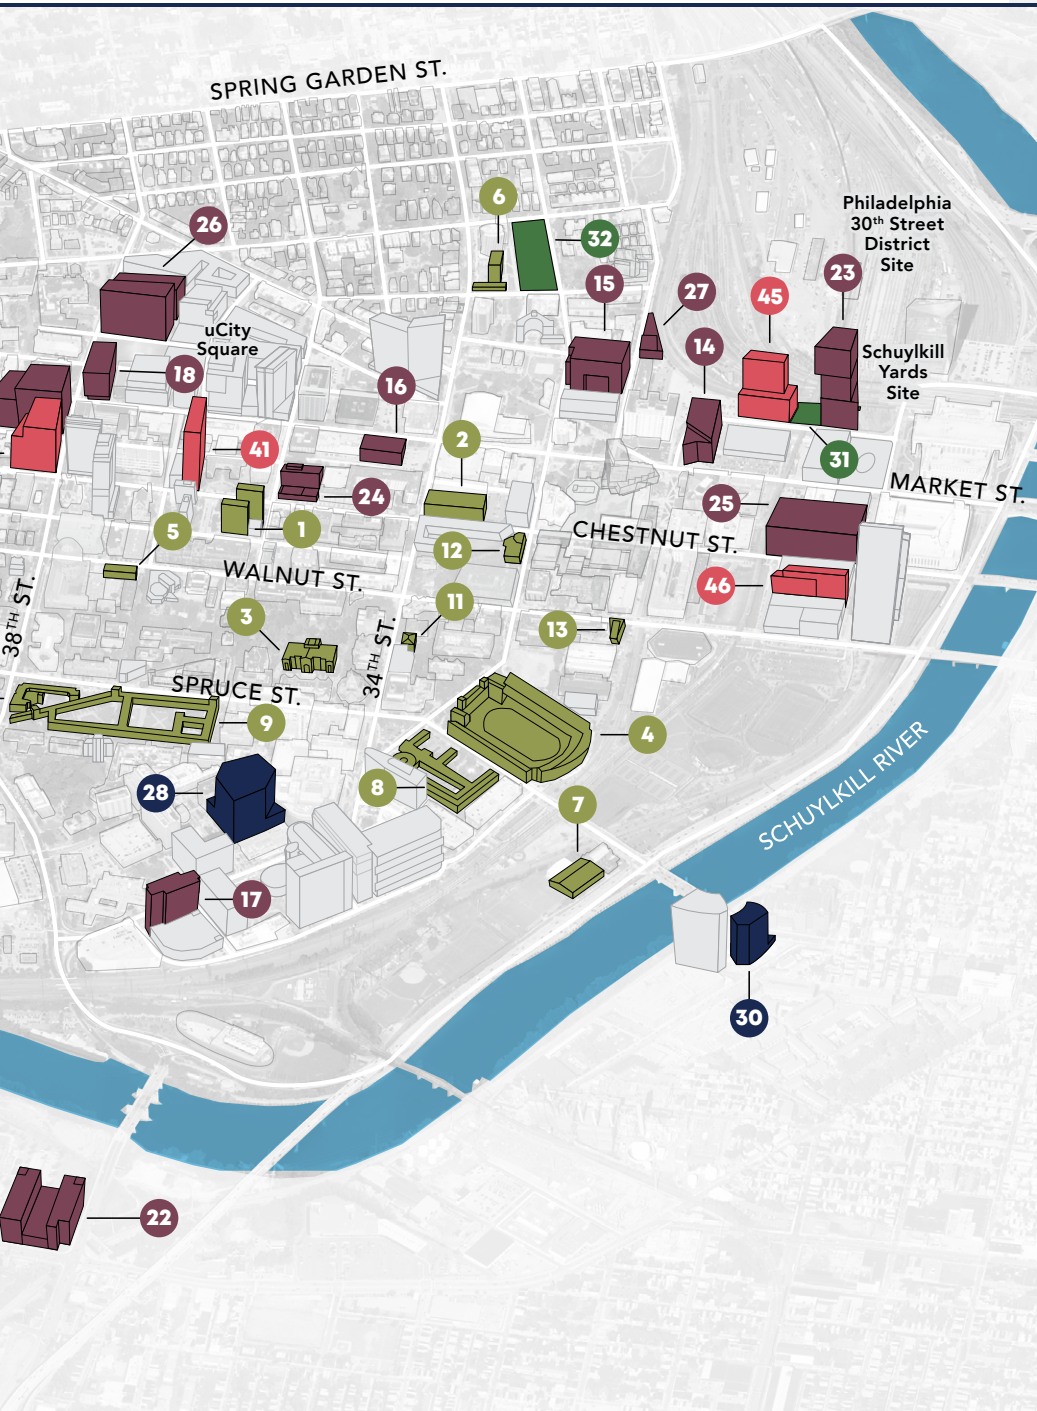 SPRING GARDEN ST.
6
Philadelphia
30th Street
District
Site
26
32
23
15
27
45
uCity
Square
14
Schuylkill
Yards
Site
18
16
41
2
31
24
MARKET ST.
25
1
5
CHESTNUT ST.
12
WALNUT ST.
46
38TH ST.
11
3
13
34TH ST.
SPRUCE ST.
9
4
SCHUYLKILL RIVER
8
28
7
17
30
22